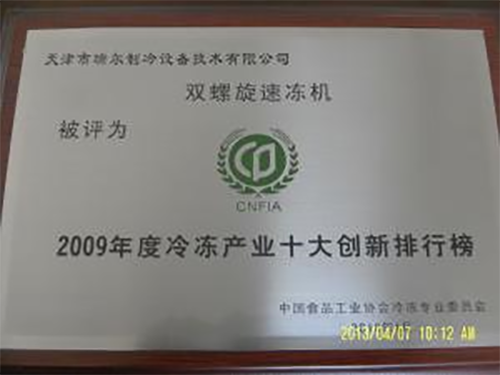 天津市瑞尔制冷设备技术有限公司
双螺旋速冻机
被评为
CNFIA
2009年度冷冻产业十大创新排行榜
中国食品工业协会冷冻专业委员会
2013/04/07 10:12 AM